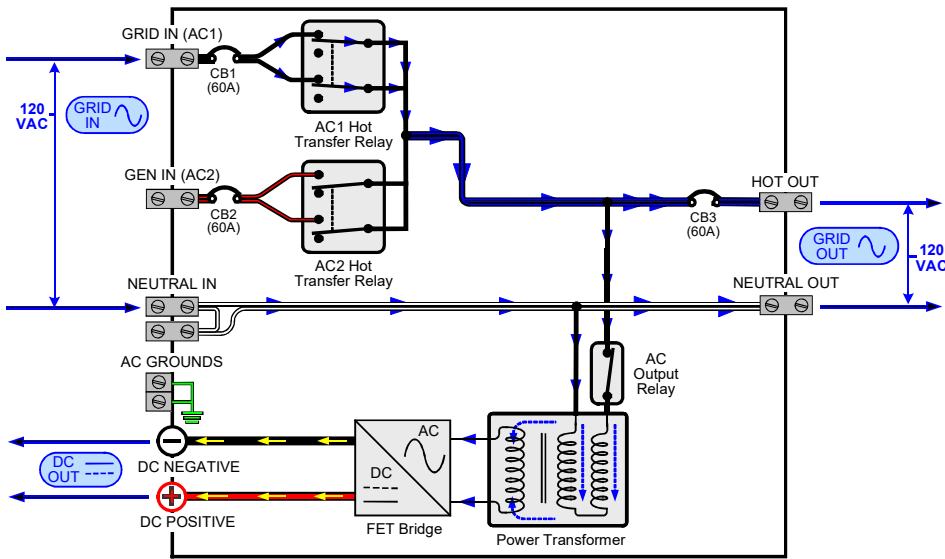 GRID IN (AC1)
CB1
(60A)
AC1 Hot
Transfer Relay
120
VAC
GRID
IN
GEN IN (AC2)
CB2
(60A)
AC2 Hot
Transfer Relay
HOT OUT
CB3
(60A)
GRID
OUT
120
VAC
NEUTRAL IN
NEUTRAL OUT
AC GROUNDS
AC
Output
Relay
DC
OUT
DC NEGATIVE
DC POSITIVE
AC
DC
FET Bridge
Power Transformer